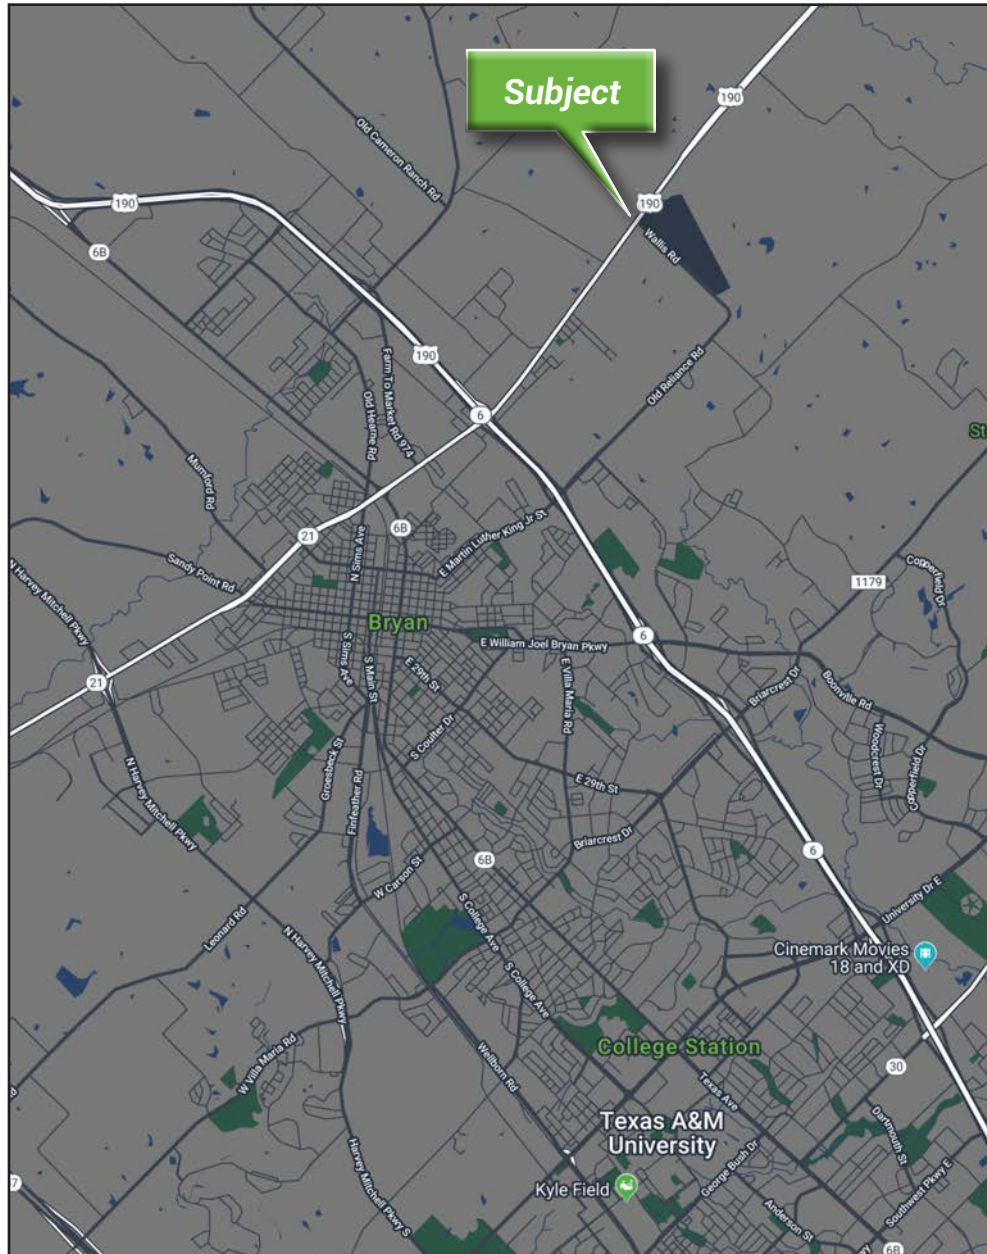 Subject
190
Old Cameron Ranch Rd
190
190
6B
Wallis Rd
190
Old Reliance Rd
Farm To Market Rd 974
Old Hearne Rd
6
Mumford Rd
21
6B
N Sims Ave
E Martin Luther King Jr St
Sandy Point Rd
N Harvey Mitchell Pkwy
1179
Copperfield Dr
Bryan
6
E William Joel Bryan Pkwy
S Sims Ave
S Main St
E 29th St
E Villa Maria Rd
21
Briarcrest Dr
Boonville Rd
S Coulter Dr
Woodcrest Dr
Copperfield Dr
Groesbeck St
Finfeather Rd
N Harvey Mitchell Pkwy
E 29th St
Briarcrest Dr
6
6B
W Carson St
University Dr E
S College Ave
Leonard Rd
N Harvey Mitchell Pkwy
Cinemark Movies
18 and XD
S College Ave
College Station
W Villa Maria Rd
Wellborn Rd
30
Texas Ave
Texas A&M
University
Dartmouth St
George Bush Dr
Harvey Mitchell Pkwy S
Kyle Field
Southwest Pkwy E
Anderson St
6B